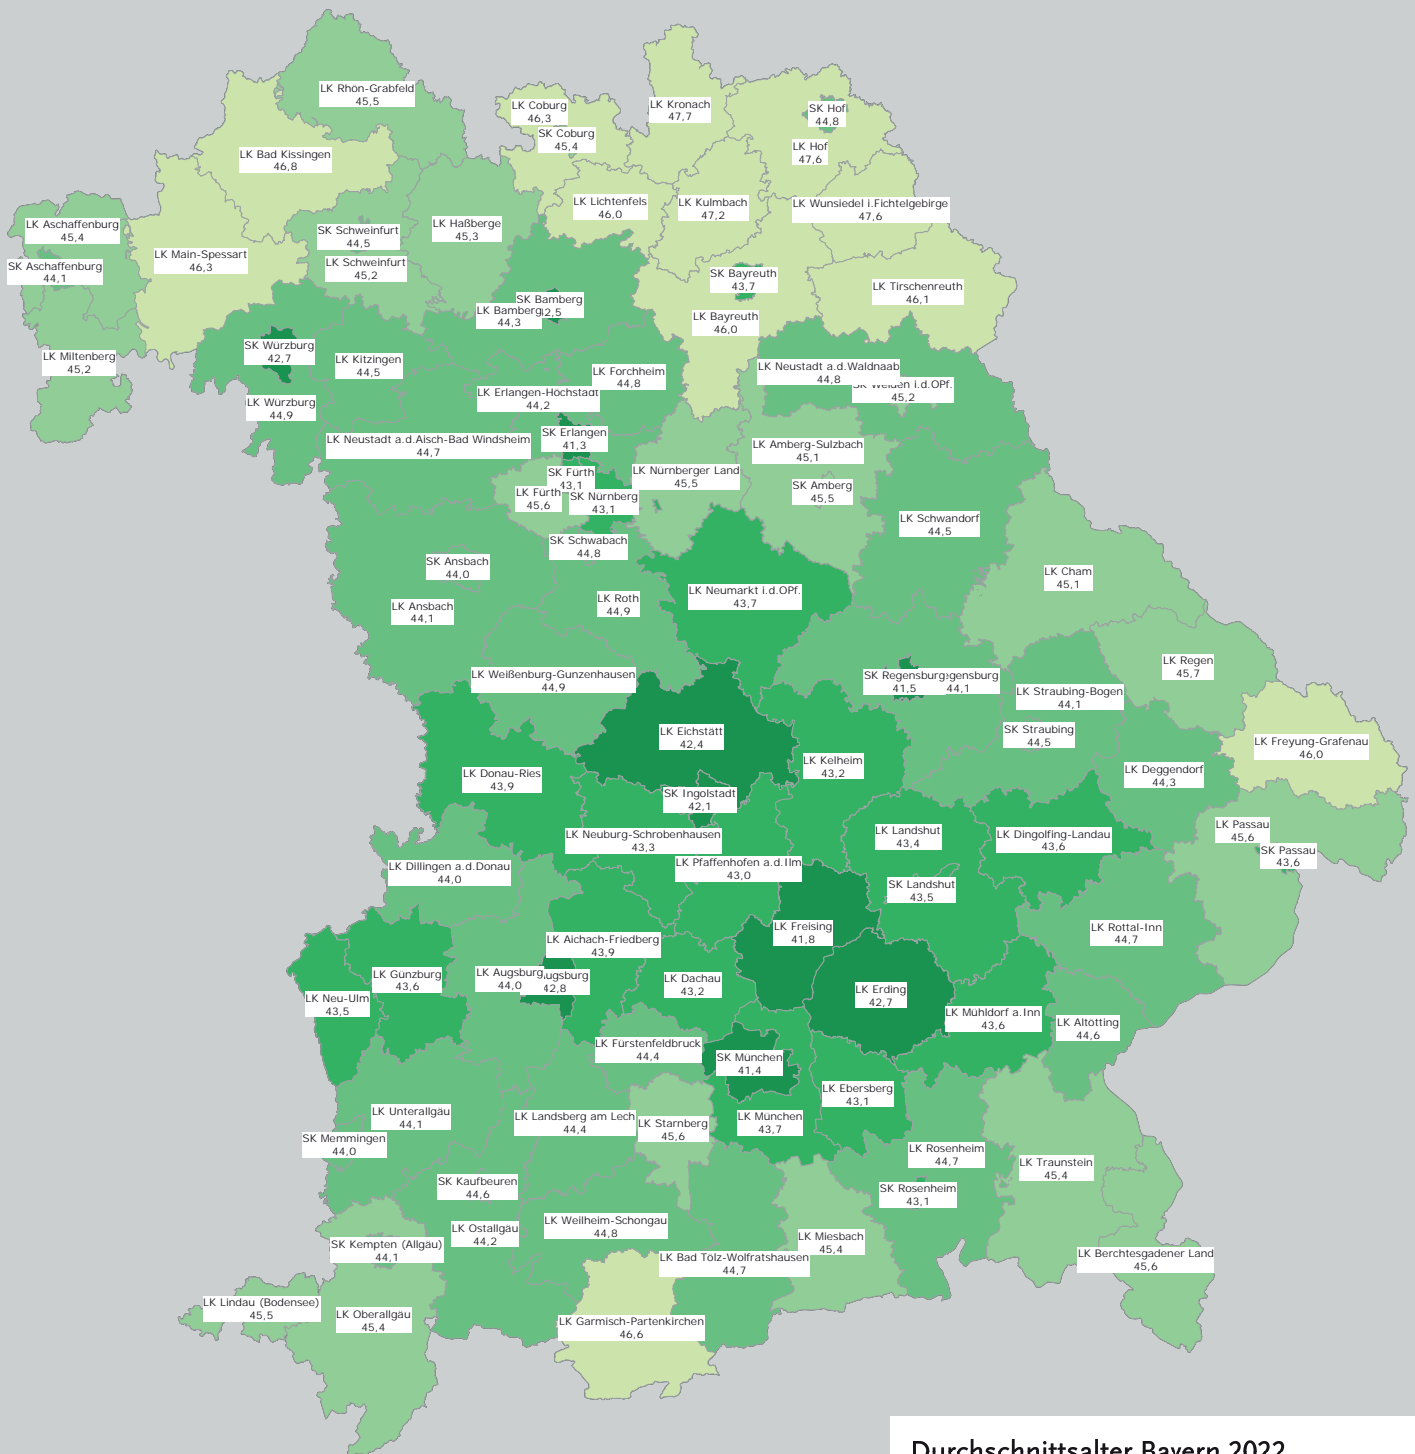 LK Rhön-Grabfeld
45,5
LK Coburg
46,3
SK Coburg
45,4
LK Kronach
47,7
SK Hof
44,8
LK Hof
47,6
LK Bad Kissingen
46,8
LK Lichtenfels
46,0
LK Kulmbach
47,2
LK Wunsiedel i.Fichtelgebirge
47,6
LK Aschaffenburg
45,4
SK Schweinfurt
44,5
LK Haßberge
45,3
LK Main-Spessart
46,3
LK Schweinfurt
45,2
SK Aschaffenburg
44,1
SK Bayreuth
43,7
LK Tirschenreuth
46,1
SK Bamberg
42,5
LK Bamberg
44,3
LK Bayreuth
46,0
SK Würzburg
42,7
LK Kitzingen
44,5
LK Miltenberg
45,2
LK Forchheim
44,8
LK Neustadt a.d.Waldnaab
44,8
SK Weiden i.d.OPf.
45,2
LK Erlangen-Höchstadt
44,2
LK Würzburg
44,9
SK Erlangen
41,3
LK Neustadt a.d.Aisch-Bad Windsheim
44,7
LK Amberg-Sulzbach
45,1
SK Fürth
43,1
LK Nürnberger Land
45,5
LK Fürth
45,6
SK Nürnberg
43,1
SK Amberg
45,5
LK Schwandorf
44,5
SK Schwabach
44,8
SK Ansbach
44,0
LK Cham
45,1
LK Neumarkt i.d.OPf.
43,7
LK Roth
44,9
LK Ansbach
44,1
LK Regen
45,7
LK Weißenburg-Gunzenhausen
44,9
SK Regensburg
41,5
egensburg
44,1
LK Straubing-Bogen
44,1
LK Eichstätt
42,4
SK Straubing
44,5
LK Freyung-Grafenau
46,0
LK Kelheim
43,2
LK Deggendorf
44,3
LK Donau-Ries
43,9
SK Ingolstadt
42,1
LK Passau
45,6
LK Neuburg-Schrobenhausen
43,3
LK Landshut
43,4
LK Dingolfing-Landau
43,6
SK Passau
43,6
LK Pfaffenhofen a.d.Ilm
43,0
LK Dillingen a.d.Donau
44,0
SK Landshut
43,5
LK Freising
41,8
LK Rottal-Inn
44,7
LK Aichach-Friedberg
43,9
LK Günzburg
43,6
LK Augsburg
44,0
ugsburg
42,8
LK Dachau
43,2
LK Erding
42,7
LK Neu-Ulm
43,5
LK Mühldorf a.Inn
43,6
LK Altötting
44,6
LK Fürstenfeldbruck
44,4
SK München
41,4
LK Ebersberg
43,1
LK Unterallgäu
44,1
LK Landsberg am Lech
44,4
LK Starnberg
45,6
LK München
43,7
SK Memmingen
44,0
LK Rosenheim
44,7
LK Traunstein
45,4
SK Kaufbeuren
44,6
SK Rosenheim
43,1
LK Ostallgäu
44,2
LK Weilheim-Schongau
44,8
LK Miesbach
45,4
SK Kempten (Allgäu)
44,1
LK Bad Tölz-Wolfratshausen
44,7
LK Berchtesgadener Land
45,6
LK Lindau (Bodensee)
45,5
LK Oberallgäu
45,4
LK Garmisch-Partenkirchen
46,6
Durchschnittsalter Bayern 2022